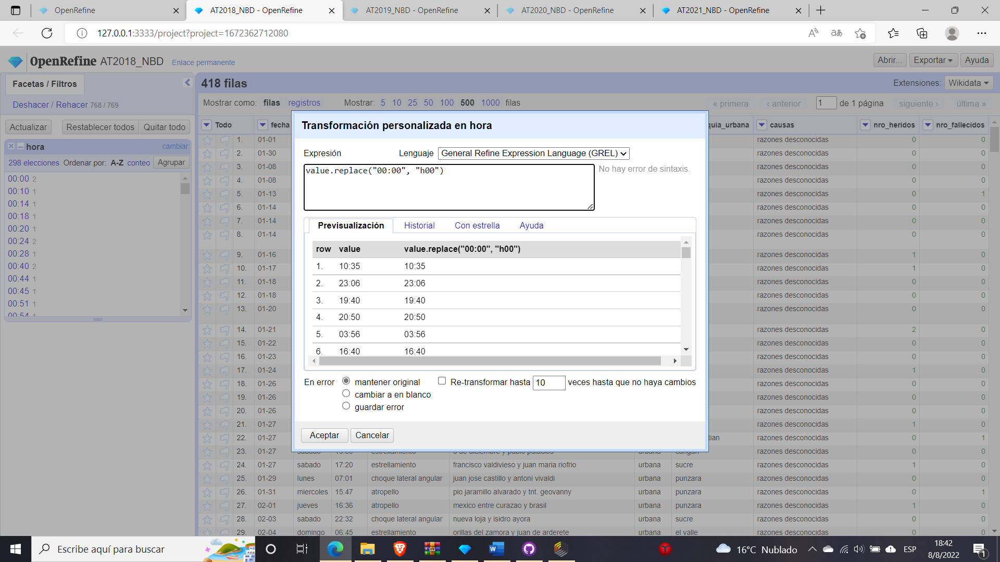 OpenRefine
AT2018_NBD - OpenRefine
AT2019_NBD - OpenRefine
AT2020_NBD - OpenRefine
AT2021_NBD - OpenRefine
127.0.0.1:3333/project?project=1672362712080
OpenRefine AT2018_NBD Enlace permanente
Abrir... Exportar Ayuda
Facetas / Filtros
418 filas
Extensiones: Wikidata
Deshacer / Rehacer 768 / 769
Mostrar como: filas registros Mostrar: 5 10 25 50 100 500 1000 filas
« primera ‹ anterior 1 de 1 página siguiente › última »
Actualizar Restablecer todos Quitar todo
hora cambiar
298 elecciones Ordenar por: A-Z conteo Agrupar
00:00 2
00:10 1
00:14 1
00:18 1
00:20 1
00:24 2
00:28 1
00:40 2
00:44 1
00:45 1
00:51 1
00:54 1
Todo fecha quia_urbana causas nro_heridos nro_fallecidos
1. 01-01 razones desconocidas 0 0
2. 01-30 razones desconocidas 0 0
3. 01-08 razones desconocidas 0 0
4. 01-08 razones desconocidas 0 0
5. 01-13 razones desconocidas 0 1
6. 01-14 razones desconocidas 0 0
7. 01-14 razones desconocidas 0 0
8. 01-14 razones desconocidas 0 0
9. 01-16 razones desconocidas 1 0
10. 01-17 razones desconocidas 1 0
11. 01-18 razones desconocidas 0 0
12. 01-18 razones desconocidas 0 0
13. 01-20 razones desconocidas 0 0
14. 01-21 razones desconocidas 2 0
15. 01-22 razones desconocidas 0 0
16. 01-23 razones desconocidas 0 0
17. 01-24 razones desconocidas 1 0
18. 01-26 razones desconocidas 0 0
19. 01-26 razones desconocidas 0 0
20. 01-26 razones desconocidas 0 0
21. 01-27 razones desconocidas 1 0
22. 01-27 tian razones desconocidas 0 1
23. 01-27 razones desconocidas 0 0
24. 01-27 sabado 17:20 estrellamiento francisco valdivieso y juan maria riofrio urbana sucre razones desconocidas 1 0
25. 01-29 lunes 07:01 choque lateral angular juan jose castillo y antoni vivaldi urbana punzara razones desconocidas 0 0
26. 01-31 miercoles 15:47 atropello pio jaramillo alvarado y tnt. geovanny urbana punzara razones desconocidas 0 1
27. 02-01 jueves 16:36 atropello mexico entre curazao y brasil urbana punzara razones desconocidas 1 0
28. 02-03 sabado 22:32 choque lateral angular nueva loja y isidro ayora urbana sucre razones desconocidas 0 0
29. 02-04 domingo 06:45 estrellamiento orillas del zamora y juan de arderete urbana el valle razones desconocidas 0 0
Transformación personalizada en hora
Expresión Lenguaje General Refine Expression Language (GREL)
value.replace("00:00", "h00")
No hay error de sintaxis.
Previsualización Historial Con estrella Ayuda
row value value.replace("00:00", "h00")
1. 10:35 10:35
2. 23:06 23:06
3. 19:40 19:40
4. 20:50 20:50
5. 03:56 03:56
6. 16:40 16:40
En error mantener original Re-transformar hasta 10 veces hasta que no haya cambios
cambiar a en blanco
guardar error
Aceptar Cancelar
Escribe aquí para buscar
16°C Nublado
ESP
18:42
8/8/2022
1